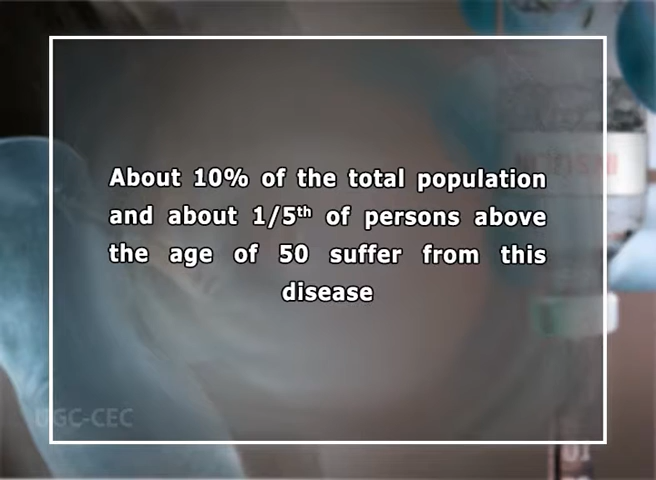 About 10% of the total population
and about 1/5th of persons above
the age of 50 suffer from this
disease
UGC-CEC